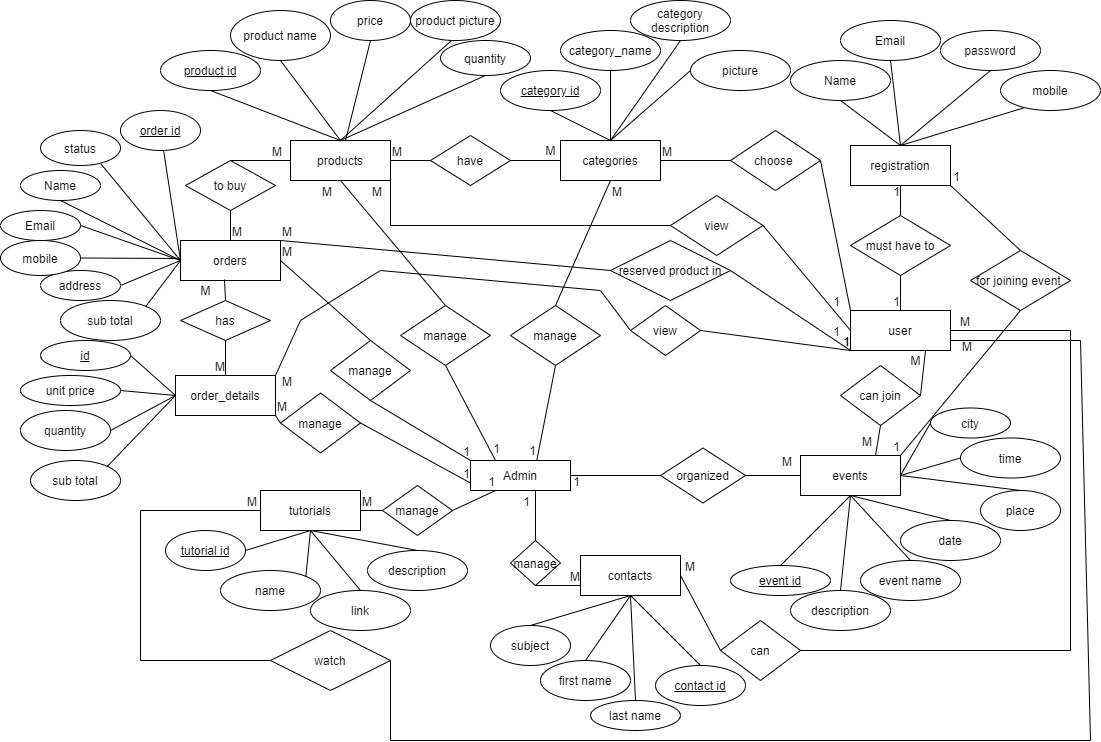 category
description
product picture
price
product name
category_name
Email
password
product id
quantity
picture
Name
category id
mobile
order id
status
M
products
M
have
M
categories
M
choose
registration
Name
to buy
M
M
M
1
1
Email
view
M
M
must have to
mobile
orders
M
reserved product in
for joining event
address
M
1
1
sub total
has
manage
manage
view
1
1
user
M
M
id
M
manage
M
can join
unit price
order_details
M
manage
city
quantity
M
1
1
1
1
1
Admin
1
organized
M
events
time
sub total
1
M
tutorials
M
manage
1
place
tutorial id
description
date
name
link
manage
M
contacts
M
event id
event name
description
subject
can
watch
first name
contact id
last name